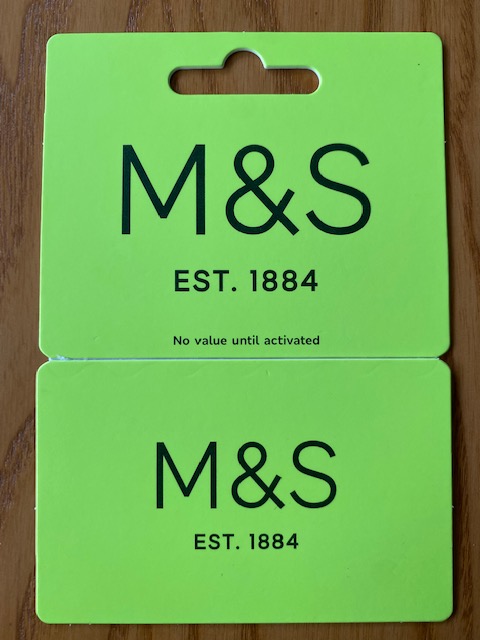 M&S
EST. 1884
No value until activated
M&S
EST. 1884